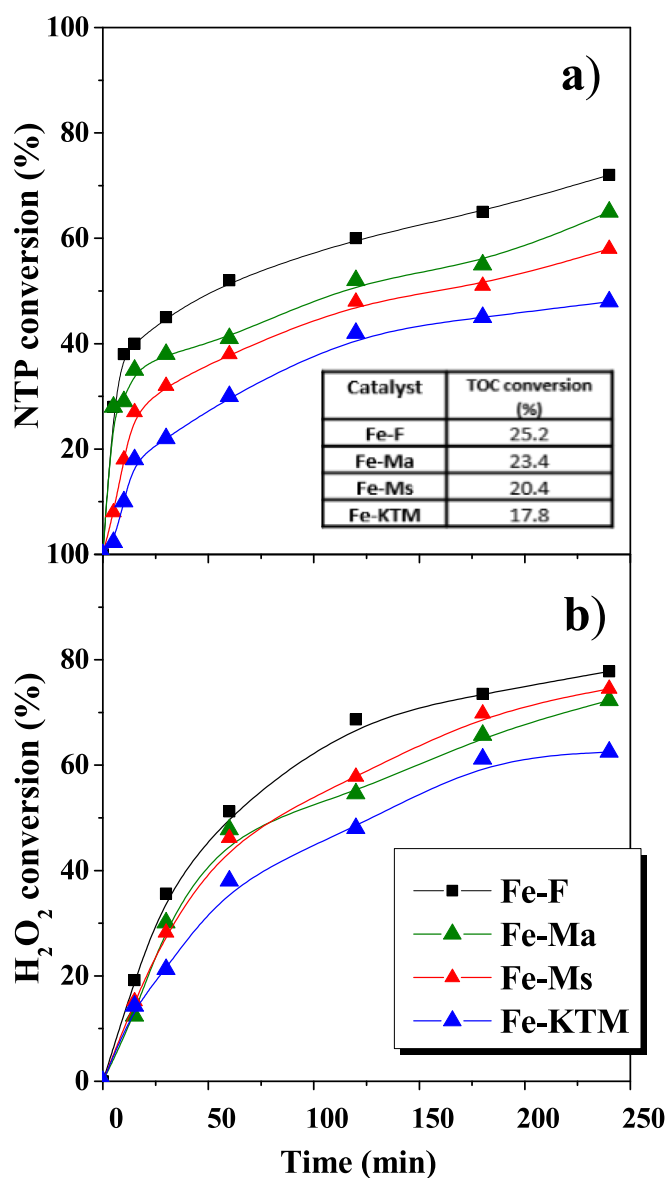 100
a)
80
60
40
20
NTP conversion (%)
Catalyst TOC conversion (%)
Fe-F 25.2
Fe-Ma 23.4
Fe-Ms 20.4
Fe-KTM 17.8
100
b)
80
60
40
20
0
H₂O₂ conversion (%)
Fe-F
Fe-Ma
Fe-Ms
Fe-KTM
0 50 100 150 200 250
Time (min)